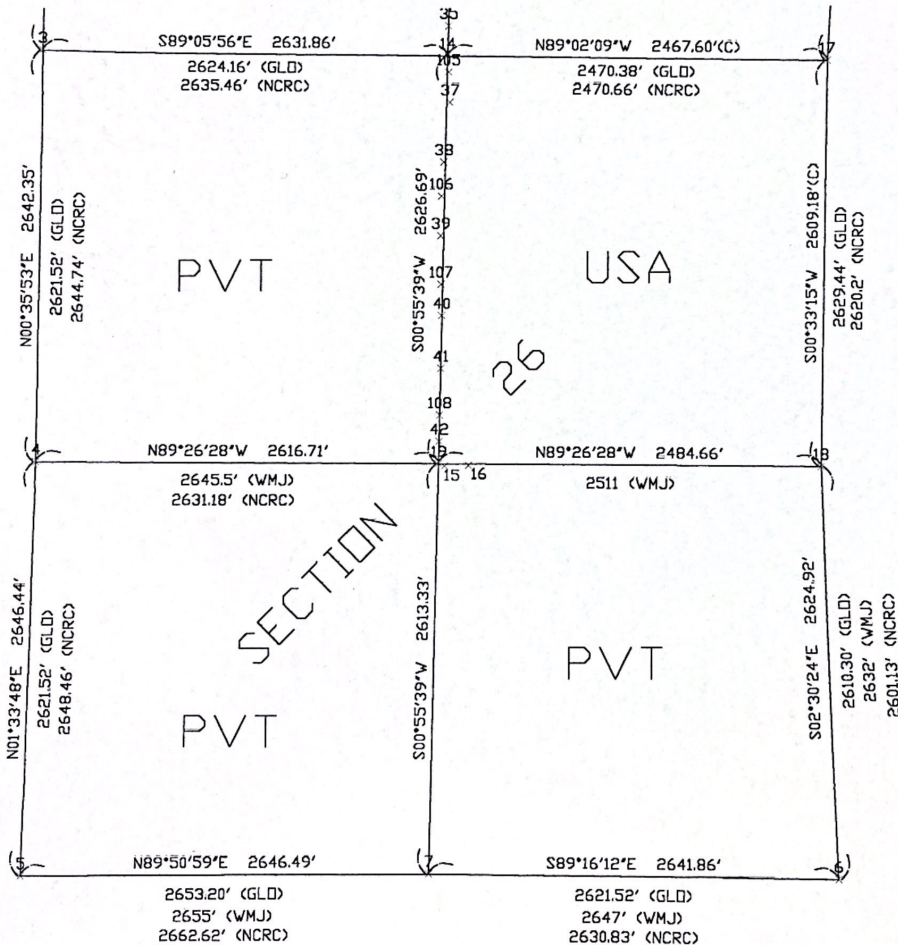 35
3
S89°05'56"E 2631.86'
14
N89°02'09"W 2467.60'(C)
17
2624.16' (GLO)
2635.46' (NCRC)
105
2470.38' (GLO)
2470.66' (NCRC)
37
N00°35'53"E 2642.35'
2621.52' (GLO)
2644.74' (NCRC)
38
106
39
107
40
41
108
42
S00°55'39"W 2626.69'
S00°33'15"W 2609.18'(C)
2629.44' (GLO)
2620.2' (NCRC)
PVT
USA
26
4
N89°26'28"W 2616.71'
N89°26'28"W 2484.66'
18
2645.5' (WMJ)
2631.18' (NCRC)
15 16
2511 (WMJ)
SECTION
N01°33'48"E 2646.44'
2621.52' (GLO)
2648.46' (NCRC)
S00°55'39"W 2613.33'
S02°30'24"E 2624.92'
2610.30' (GLO)
2632' (WMJ)
2601.13' (NCRC)
PVT
PVT
5
N89°50'59"E 2646.49'
7
S89°16'12"E 2641.86'
6
2653.20' (GLO)
2655' (WMJ)
2662.62' (NCRC)
2621.52' (GLO)
2647' (WMJ)
2630.83' (NCRC)